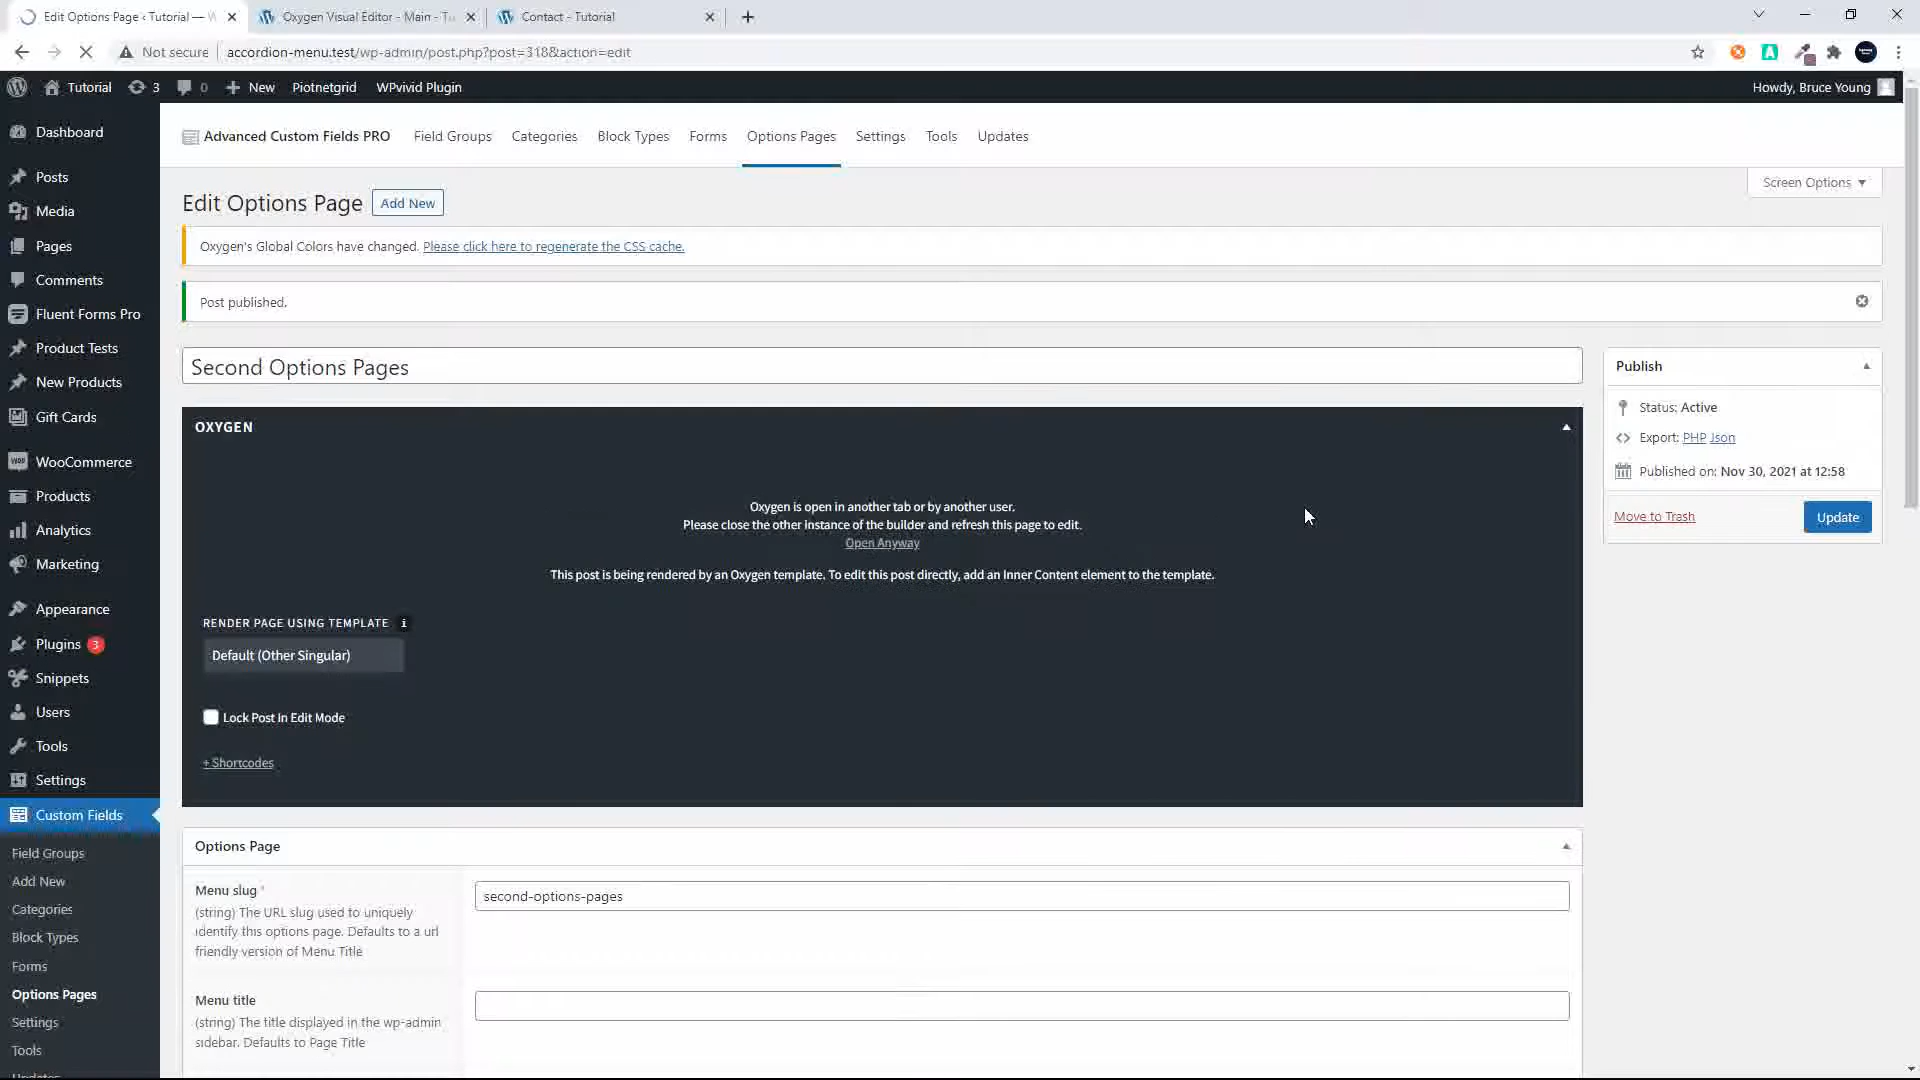 Edit Options Page ‹ Tutorial — W
Oxygen Visual Editor - Main - Tu
Contact - Tutorial
Not secure
accordion-menu.test/wp-admin/post.php?post=318&action=edit
Tutorial
3
0
New
Piotnetgrid
WPvivid Plugin
Howdy, Bruce Young
Dashboard
Posts
Media
Pages
Comments
Fluent Forms Pro
Product Tests
New Products
Gift Cards
WooCommerce
Products
Analytics
Marketing
Appearance
Plugins 3
Snippets
Users
Tools
Settings
Custom Fields
Field Groups
Add New
Categories
Block Types
Forms
Options Pages
Settings
Tools
Updates
Advanced Custom Fields PRO
Field Groups
Categories
Block Types
Forms
Options Pages
Settings
Tools
Updates
Screen Options
Edit Options Page
Add New
Oxygen's Global Colors have changed. Please click here to regenerate the CSS cache.
Post published.
Second Options Pages
OXYGEN
Oxygen is open in another tab or by another user.
Please close the other instance of the builder and refresh this page to edit.
Open Anyway
This post is being rendered by an Oxygen template. To edit this post directly, add an Inner Content element to the template.
RENDER PAGE USING TEMPLATE i
Default (Other Singular)
Lock Post in Edit Mode
+ Shortcodes
Publish
Status: Active
Export: PHP Json
Published on: Nov 30, 2021 at 12:58
Move to Trash
Update
Options Page
Menu slug *
(string) The URL slug used to uniquely
identify this options page. Defaults to a url
friendly version of Menu Title
second-options-pages
Menu title
(string) The title displayed in the wp-admin
sidebar. Defaults to Page Title